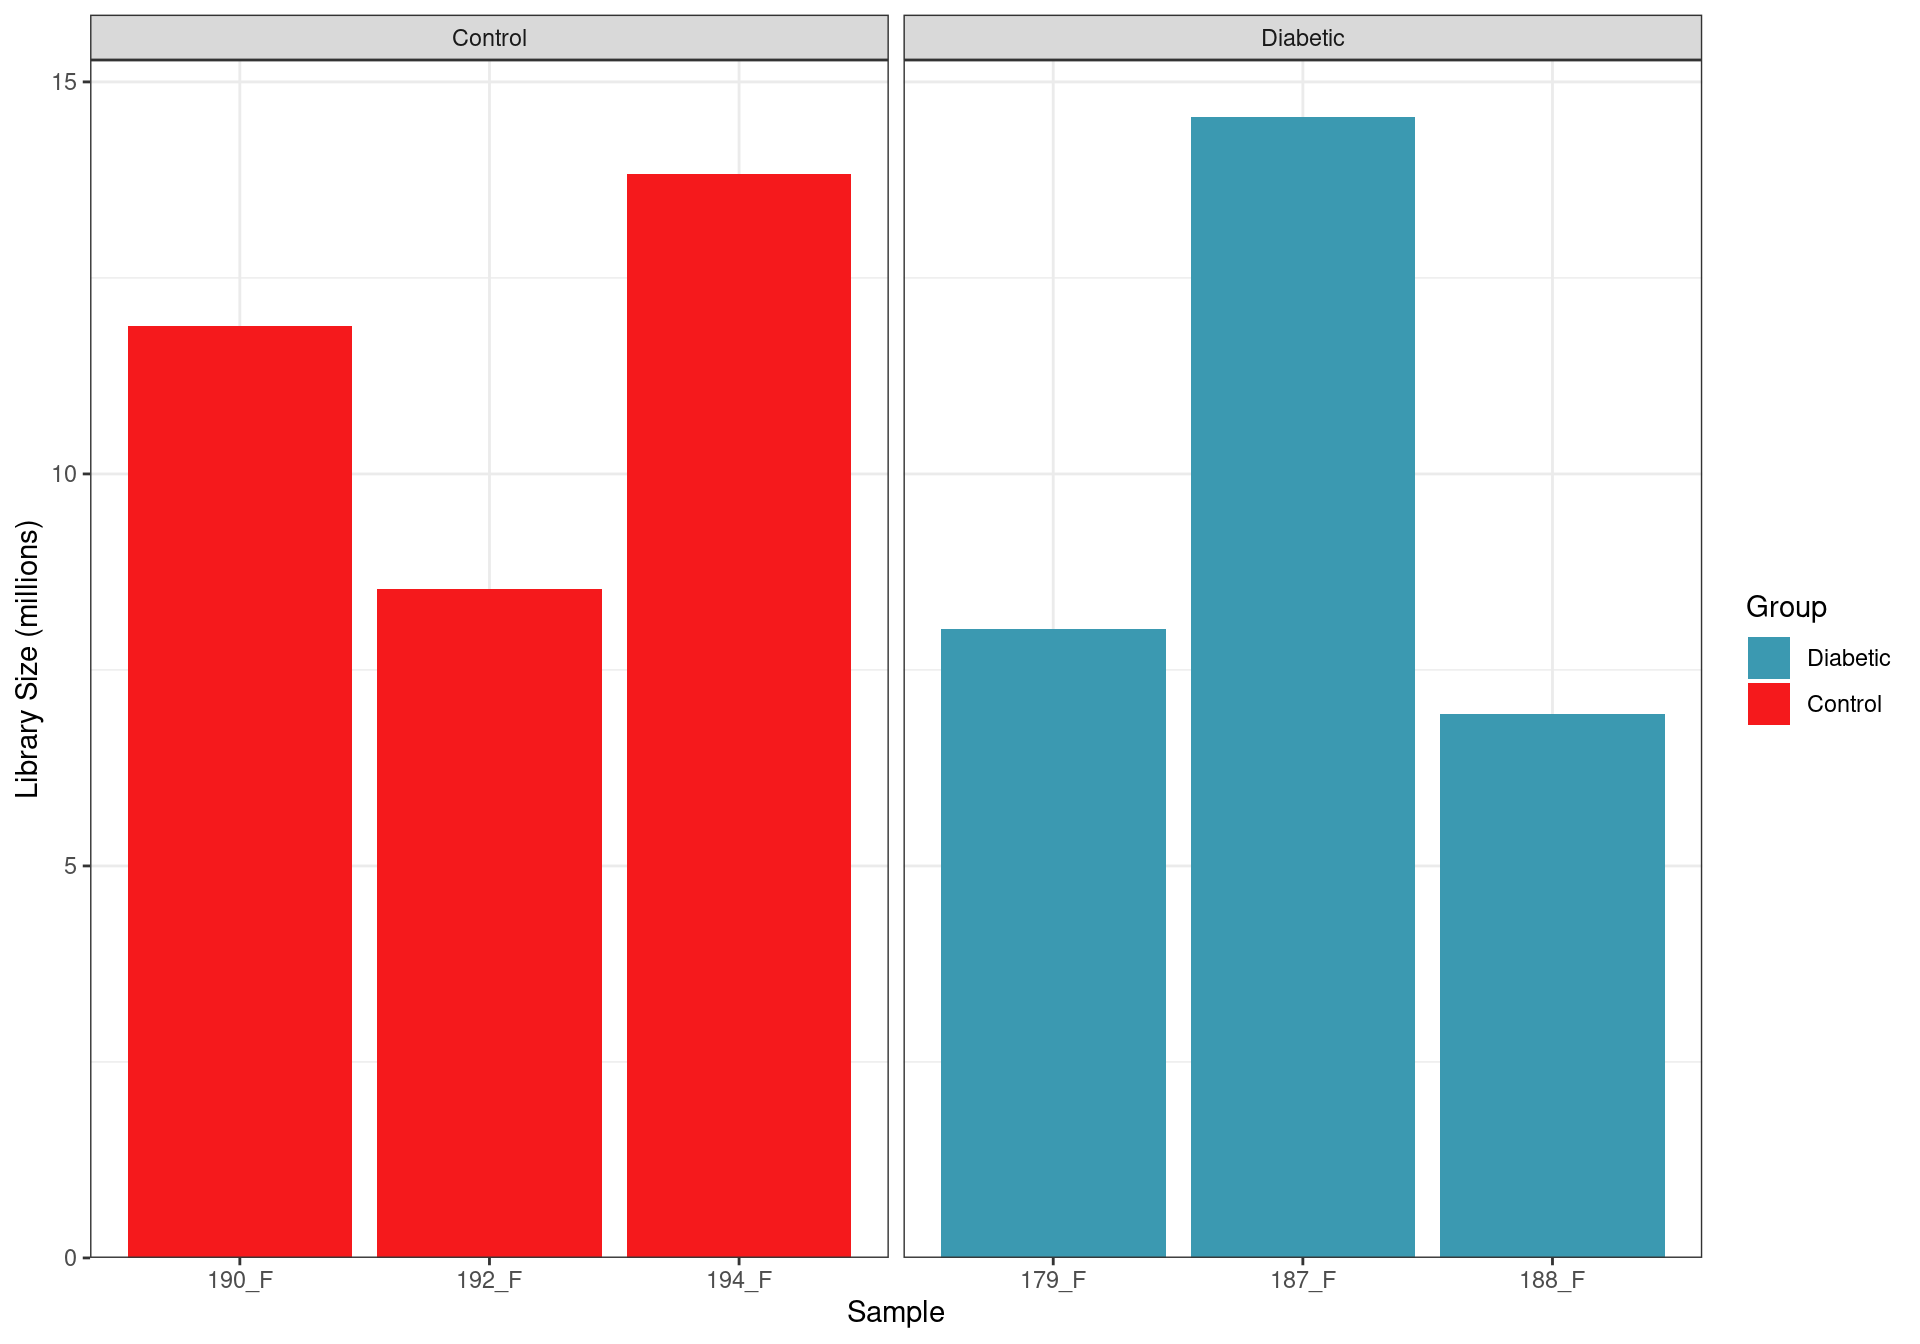 Control
Diabetic
15
10
5
0
Library Size (millions)
190_F
192_F
194_F
179_F
187_F
188_F
Sample
Group
Diabetic
Control